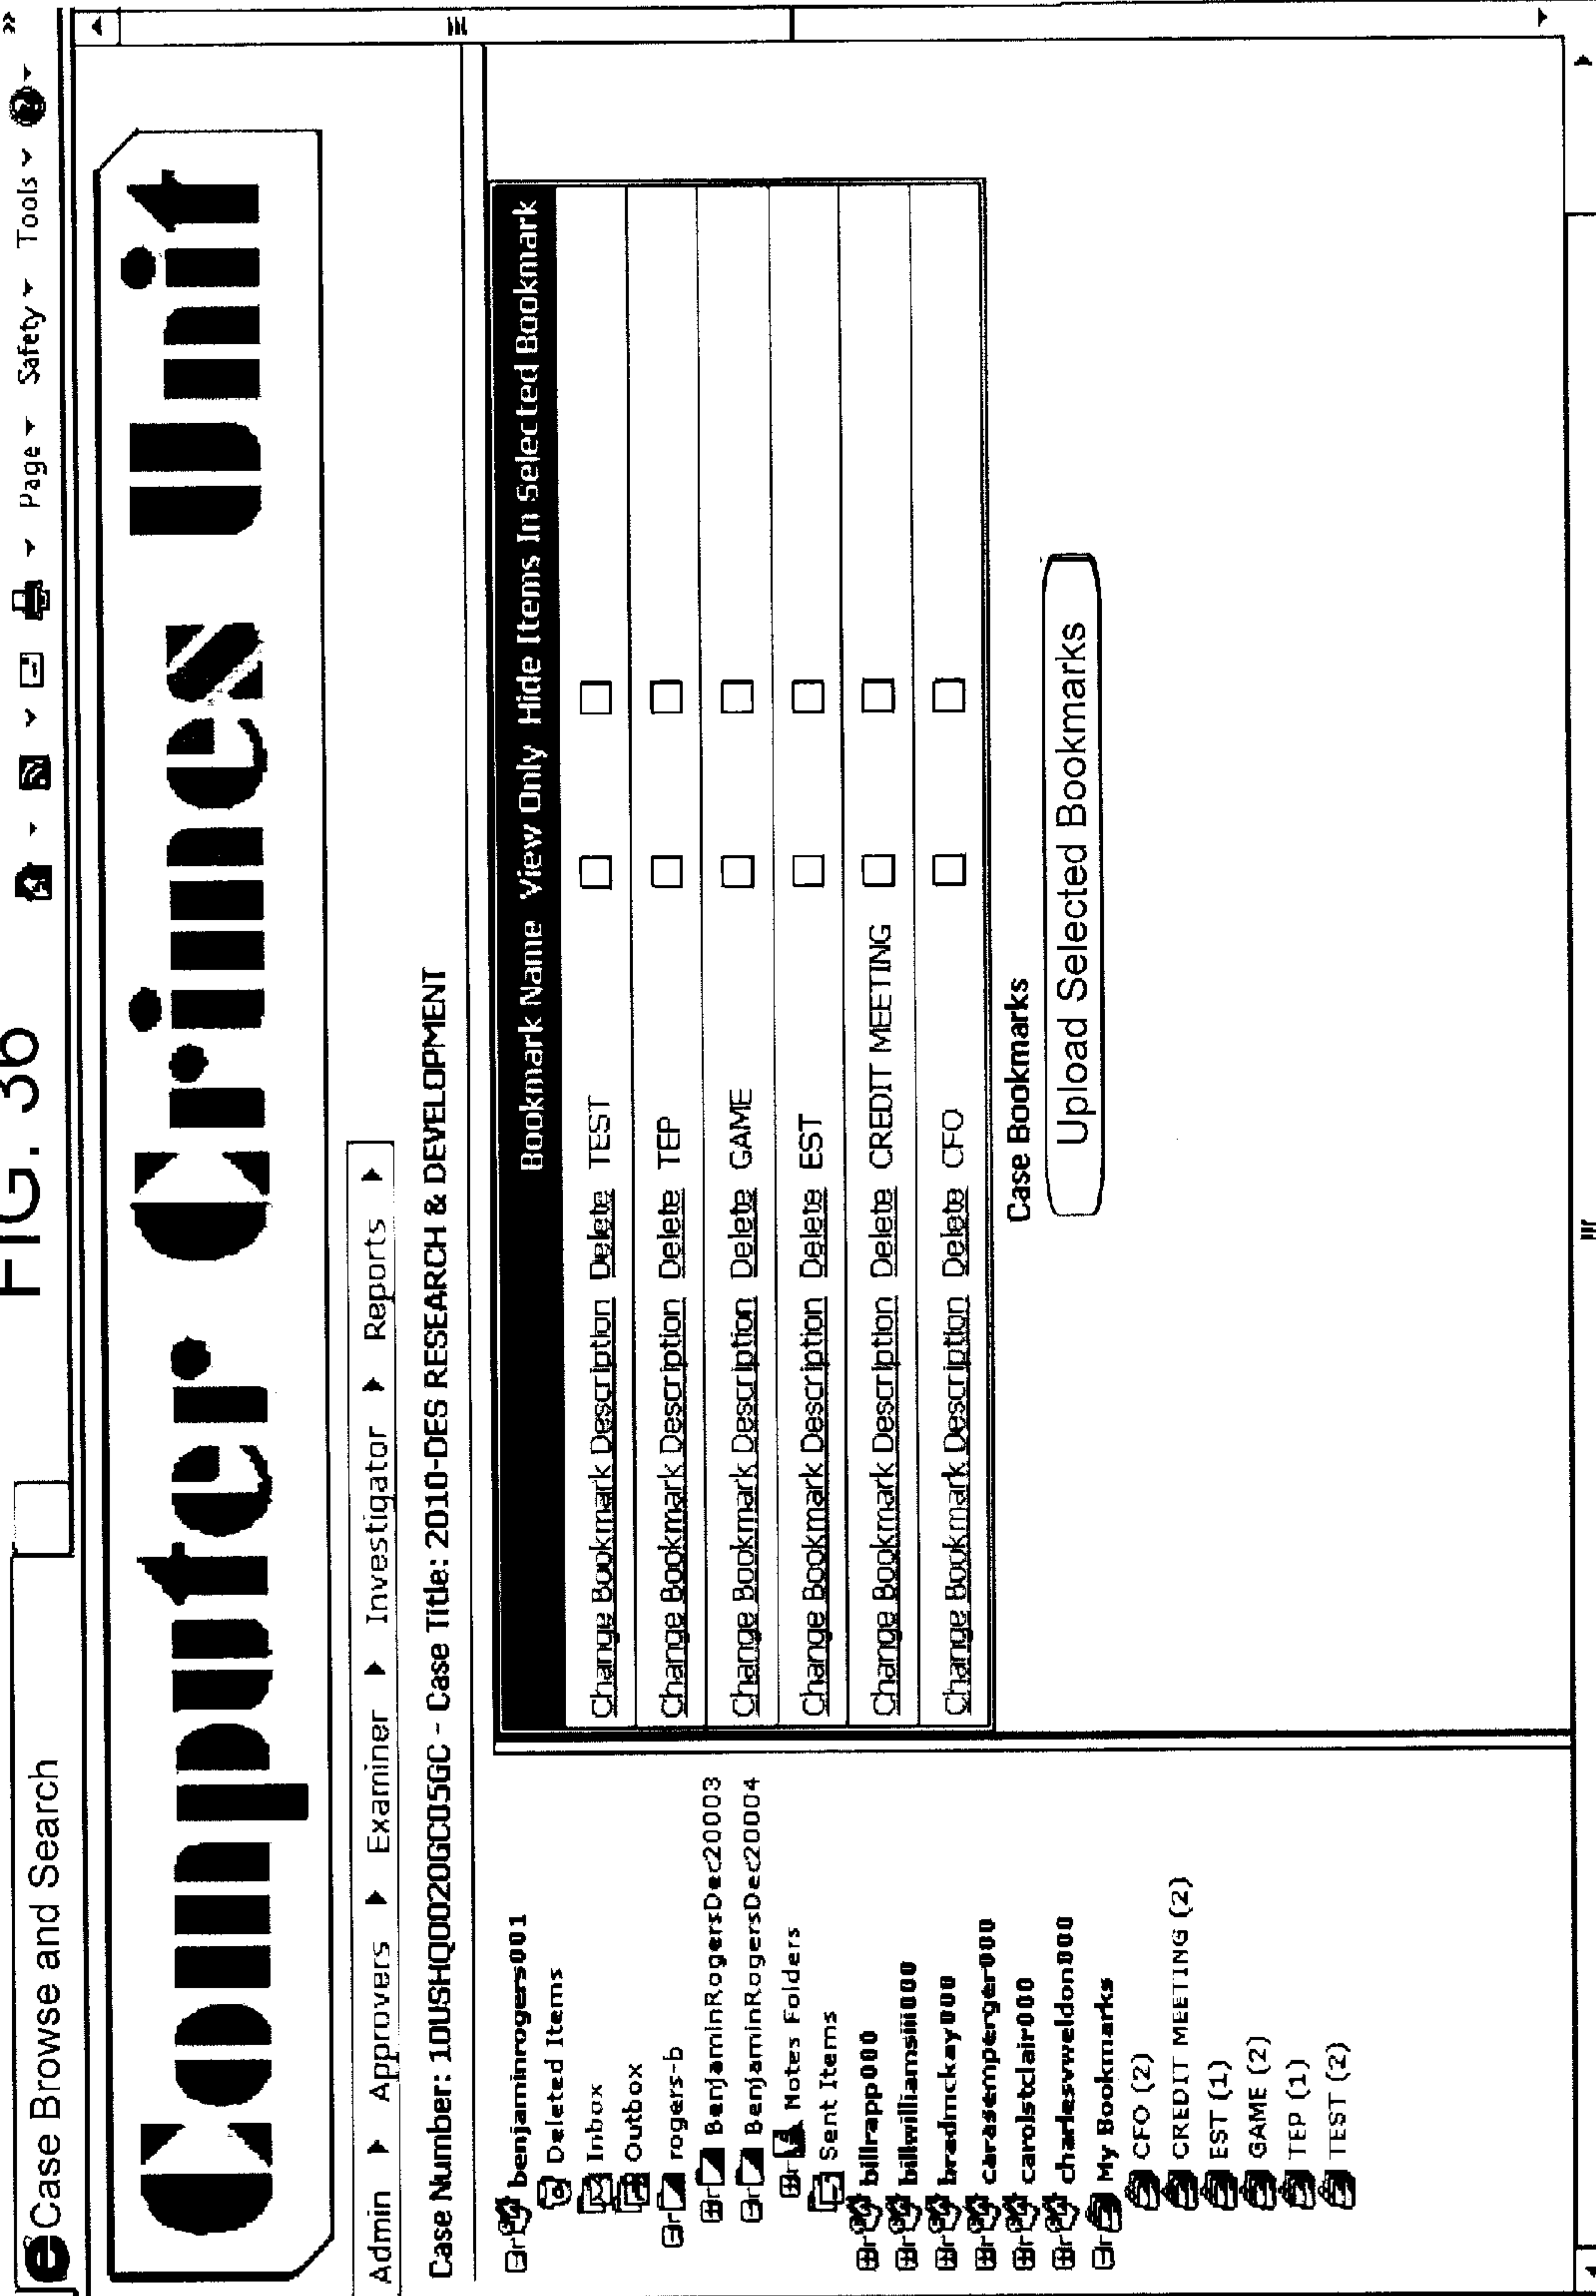 FIG. 3b
Case Browse and Search
Page Safety Tools
Computer Crimes Unit
Admin Approvers Examiner Investigator Reports
Case Number: 10USHQ0020GC05GC - Case Title: 2010-DES RESEARCH & DEVELOPMENT
benjaminrogers001
Deleted Items
Inbox
Outbox
rogers-b
BenjaminRogersDec20003
BenjaminRogersDec20004
Notes Folders
Sent Items
billrapp000
billwilliamsiii000
bradmckay000
carasemperger000
carolstclair000
charlesvweldon000
My Bookmarks
CFO (2)
CREDIT MEETING (2)
EST (1)
GAME (2)
TEP (1)
TEST (2)
Bookmark Name View Only Hide Items In Selected Bookmark
Change Bookmark Description Delete TEST
Change Bookmark Description Delete TEP
Change Bookmark Description Delete GAME
Change Bookmark Description Delete EST
Change Bookmark Description Delete CREDIT MEETING
Change Bookmark Description Delete CFO
Case Bookmarks
Upload Selected Bookmarks